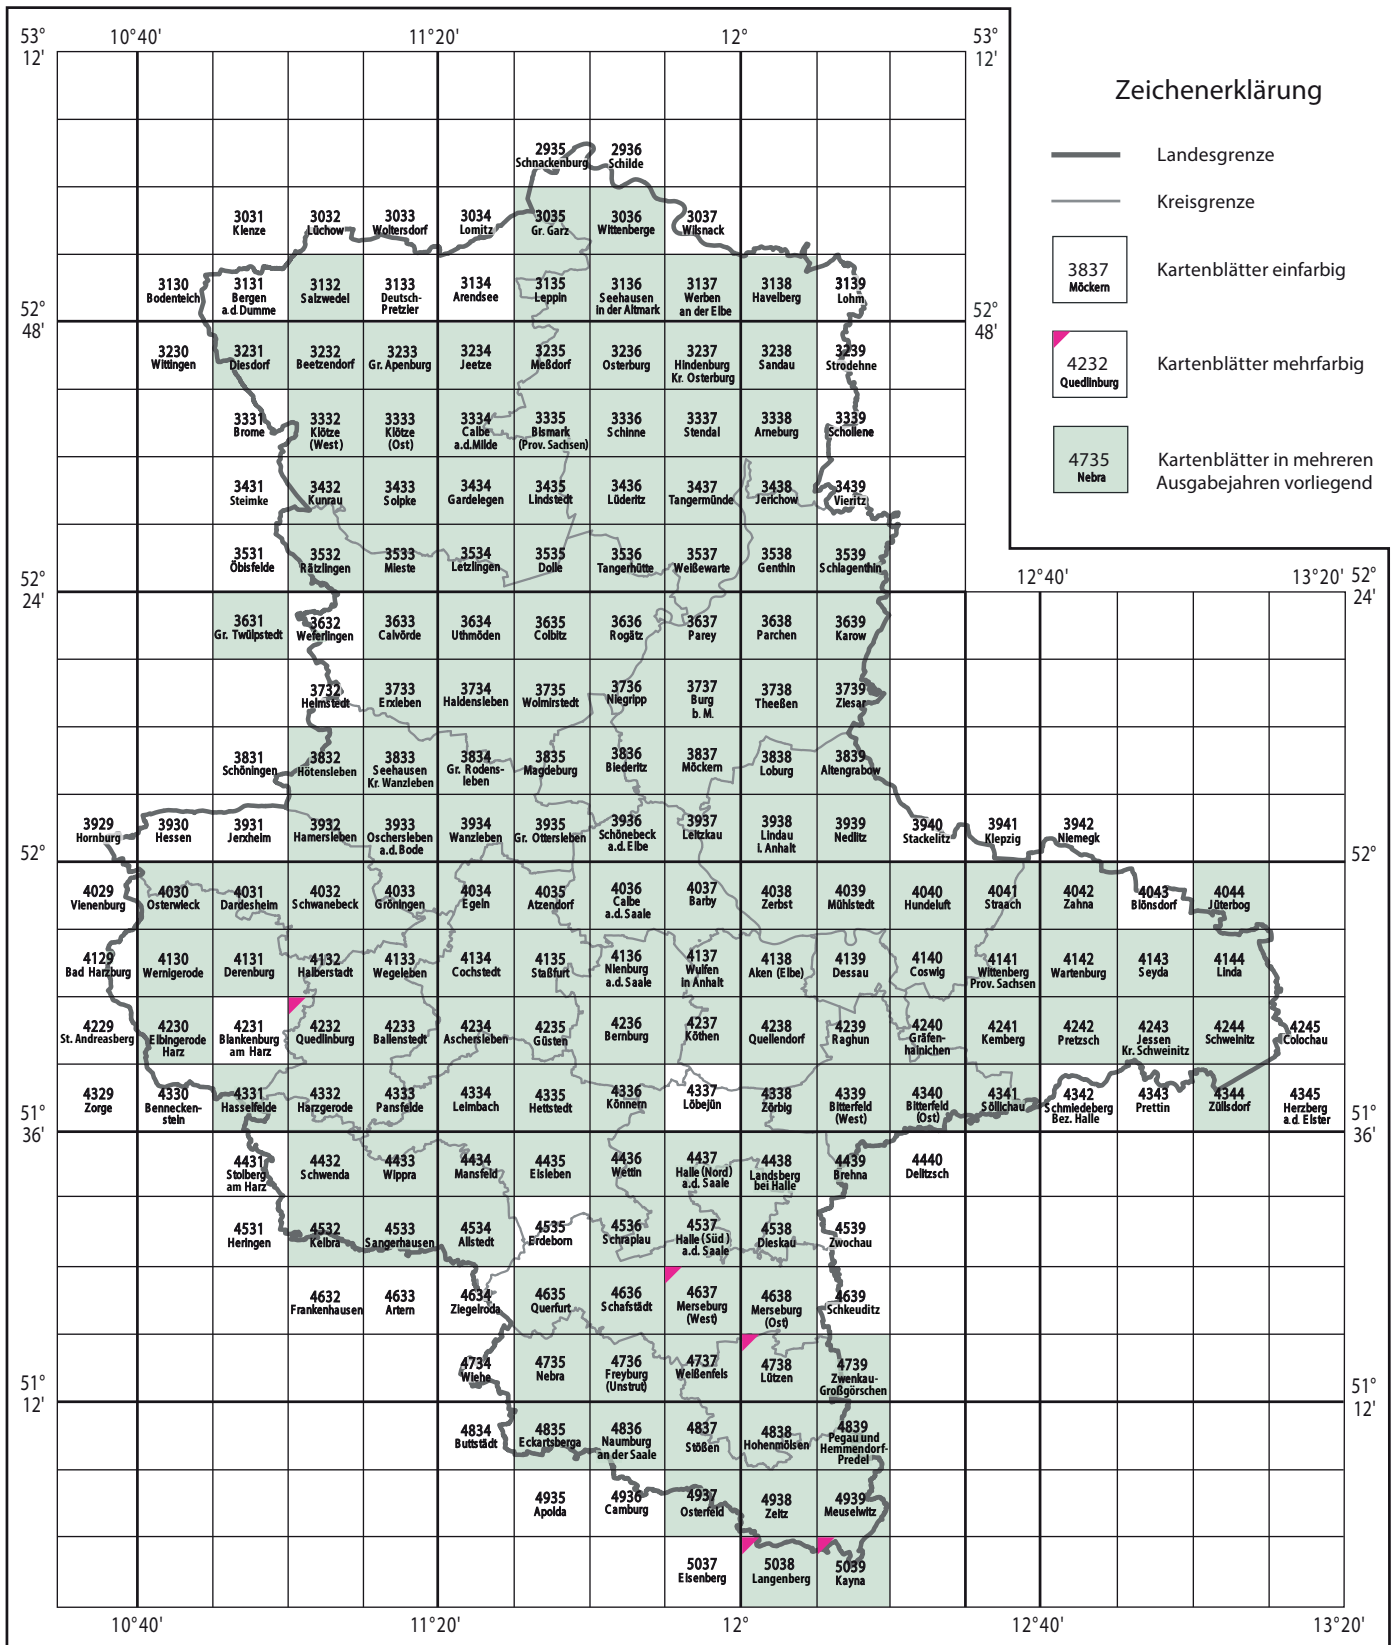 53°
12'
10°40'
11°20'
12°
53°
12'
Zeichenerklärung
Landesgrenze
Kreisgrenze
3837
Möckern
Kartenblätter einfarbig
4232
Quedlinburg
Kartenblätter mehrfarbig
4735
Nebra
Kartenblätter in mehreren
Ausgabejahren vorliegend
2935
Schnackenburg
2936
Schilde
3031
Klenze
3032
Lüchow
3033
Woltersdorf
3034
Lomitz
3035
Gr. Garz
3036
Wittenberge
3037
Wilsnack
3130
Bodenteich
3131
Bergen
a.d.Dumme
3132
Salzwedel
3133
Deutsch-
Pretzier
3134
Arendsee
3135
Leppin
3136
Seehausen
in der Altmark
3137
Werben
an der Elbe
3138
Havelberg
3139
Lohm
52°
48'
52°
48'
3230
Wittingen
3231
Diesdorf
3232
Beetzendorf
3233
Gr. Apenburg
3234
Jeetze
3235
Meßdorf
3236
Osterburg
3237
Hindenburg
Kr. Osterburg
3238
Sandau
3239
Strodehne
3331
Brome
3332
Klötze
(West)
3333
Klötze
(Ost)
3334
Calbe
a.d.Milde
3335
Bismark
(Prov. Sachsen)
3336
Schinne
3337
Stendal
3338
Arneburg
3339
Schollene
3431
Steimke
3432
Kunrau
3433
Solpke
3434
Gardelegen
3435
Lindstedt
3436
Lüderitz
3437
Tangermünde
3438
Jerichow
3439
Vieritz
3531
Öbisfelde
3532
Rätzlingen
3533
Mieste
3534
Letzlingen
3535
Dolle
3536
Tangerhütte
3537
Weißewarte
3538
Genthin
3539
Schlagenthin
52°
24'
12°40'
13°20'
52°
24'
3631
Gr. Twülpstedt
3632
Weferlingen
3633
Calvörde
3634
Uthmöden
3635
Colbitz
3636
Rogätz
3637
Parey
3638
Parchen
3639
Karow
3732
Helmstedt
3733
Erxleben
3734
Haldensleben
3735
Wolmirstedt
3736
Niegripp
3737
Burg
b. M.
3738
Theeßen
3739
Ziesar
3831
Schöningen
3832
Hötensleben
3833
Seehausen
Kr. Wanzleben
3834
Gr. Rodens-
leben
3835
Magdeburg
3836
Biederitz
3837
Möckern
3838
Loburg
3839
Altengrabow
3929
Hornburg
3930
Hessen
3931
Jerxheim
3932
Hamersleben
3933
Oschersleben
a.d.Bode
3934
Wanzleben
3935
Gr. Ottersleben
3936
Schönebeck
a.d.Elbe
3937
Leitzkau
3938
Lindau
i. Anhalt
3939
Nedlitz
3940
Stackelitz
3941
Klepzig
3942
Niemegk
52°
52°
4029
Vienenburg
4030
Osterwieck
4031
Dardesheim
4032
Schwanebeck
4033
Gröningen
4034
Egeln
4035
Atzendorf
4036
Calbe
a.d. Saale
4037
Barby
4038
Zerbst
4039
Mühlstedt
4040
Hundeluft
4041
Straach
4042
Zahna
4043
Blönsdorf
4044
Jüterbog
4129
Bad Harzburg
4130
Wernigerode
4131
Derenburg
4132
Halberstadt
4133
Wegeleben
4134
Cochstedt
4135
Staßfurt
4136
Nienburg
a.d. Saale
4137
Wulfen
in Anhalt
4138
Aken (Elbe)
4139
Dessau
4140
Coswig
4141
Wittenberg
Prov. Sachsen
4142
Wartenburg
4143
Seyda
4144
Linda
4229
St. Andreasberg
4230
Elbingerode
Harz
4231
Blankenburg
am Harz
4232
Quedlinburg
4233
Ballenstedt
4234
Aschersleben
4235
Güsten
4236
Bernburg
4237
Köthen
4238
Quellendorf
4239
Raghun
4240
Gräfen-
hainichen
4241
Kemberg
4242
Pretzsch
4243
Jessen
Kr. Schweinitz
4244
Schweinitz
4245
Colochau
4329
Zorge
4330
Bennecken-
stein
4331
Hasselfelde
4332
Harzgerode
4333
Pansfelde
4334
Leimbach
4335
Hettstedt
4336
Könnern
4337
Löbejün
4338
Zörbig
4339
Bitterfeld
(West)
4340
Bitterfeld
(Ost)
4341
Söllichau
4342
Schmiedeberg
Bez. Halle
4343
Prettin
4344
Züllsdorf
4345
Herzberg
a.d. Elster
51°
36'
51°
36'
4431
Stolberg
am Harz
4432
Schwenda
4433
Wippra
4434
Mansfeld
4435
Eisleben
4436
Wettin
4437
Halle (Nord)
a.d. Saale
4438
Landsberg
bei Halle
4439
Brehna
4440
Delitzsch
4531
Heringen
4532
Kelbra
4533
Sangerhausen
4534
Allstedt
4535
Erdeborn
4536
Schraplau
4537
Halle (Süd)
a.d. Saale
4538
Dieskau
4539
Zwochau
4632
Frankenhausen
4633
Artern
4634
Ziegelroda
4635
Querfurt
4636
Schafstädt
4637
Merseburg
(West)
4638
Merseburg
(Ost)
4639
Schkeuditz
4734
Wiehe
4735
Nebra
4736
Freyburg
(Unstrut)
4737
Weißenfels
4738
Lützen
4739
Zwenkau-
Großgörschen
51°
12'
51°
12'
4834
Buttstädt
4835
Eckartsberga
4836
Naumburg
an der Saale
4837
Stößen
4838
Hohenmölsen
4839
Pegau und
Hemmendorf-
Predel
4935
Apolda
4936
Camburg
4937
Osterfeld
4938
Zeitz
4939
Meuselwitz
5037
Eisenberg
5038
Langenberg
5039
Kayna
10°40'
11°20'
12°
12°40'
13°20'